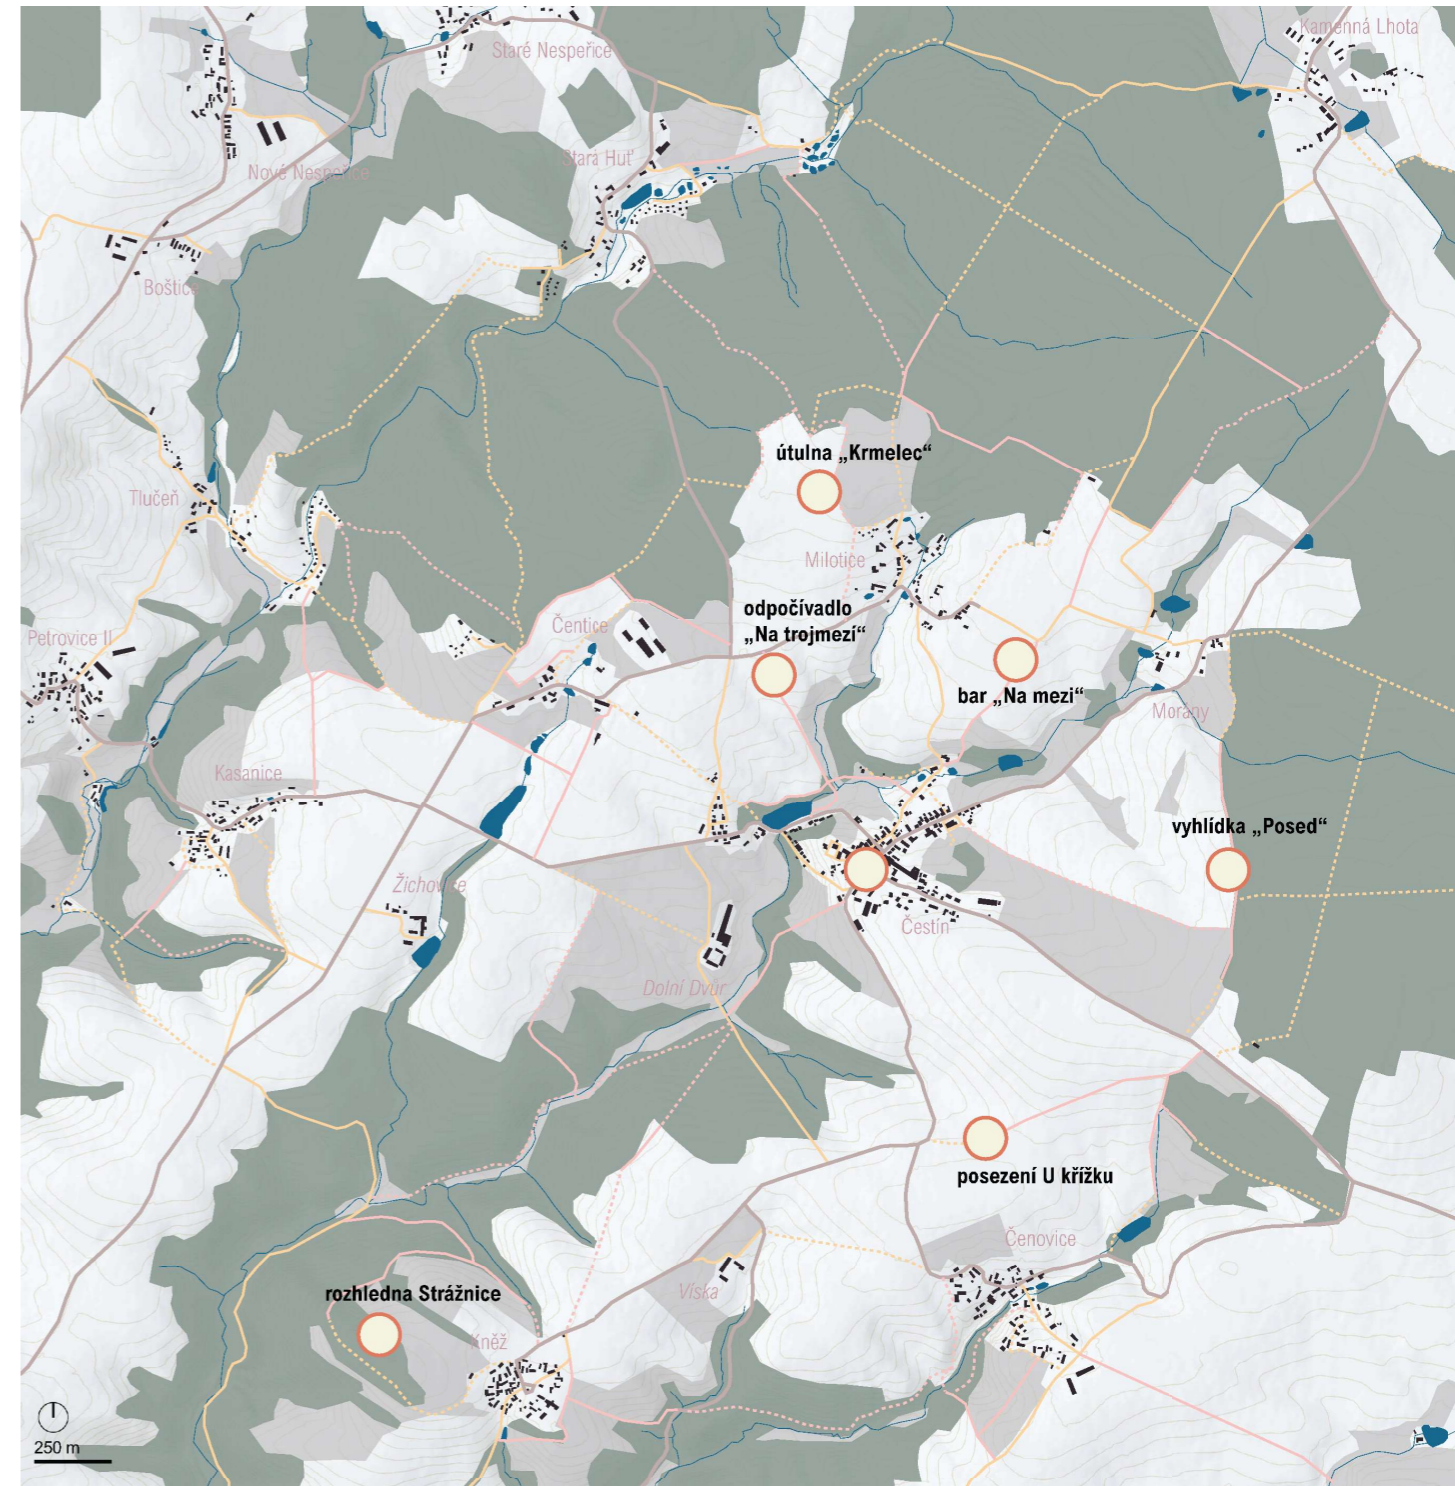 Kamenná Lhota
Staré Nespeřice
Stará Huť
Nové Nespeřice
Boštice
útulna „Krmelec“
Tlučeň
Milotice
odpočívadlo
„Na trojmezí“
Čentice
Petrovice II
bar „Na mezi“
Morány
Kasanice
vyhlídka „Posed“
Žichovice
Čestín
Dolní Dvůr
posezení U křížku
Čenovice
Víska
rozhledna Strážnice
Kněž
250 m